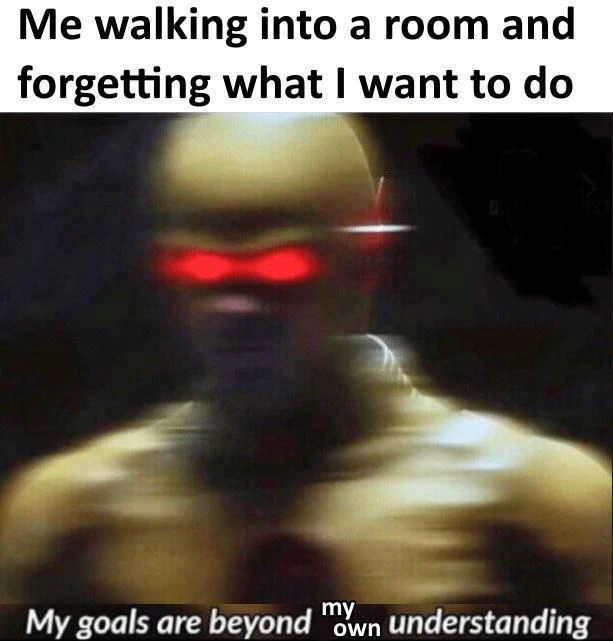 Me walking into a room and
forgetting what I want to do
My goals are beyond my own understanding